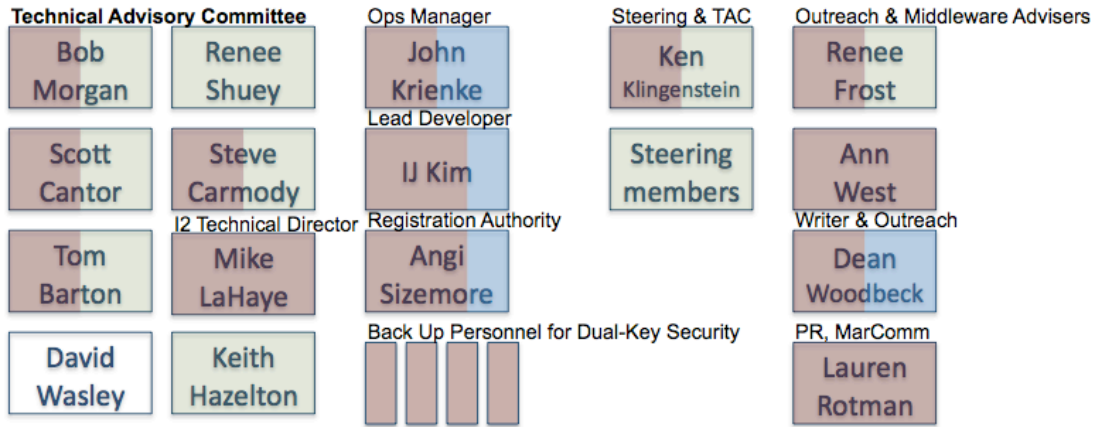 Technical Advisory Committee
Bob
Morgan
Renee
Shuey
Scott
Cantor
Steve
Carmody
I2 Technical Director
Tom
Barton
Mike
LaHaye
David
Wasley
Keith
Hazelton
Ops Manager
John
Krienke
Lead Developer
IJ Kim
Registration Authority
Angi
Sizemore
Back Up Personnel for Dual-Key Security
Steering & TAC
Ken
Klingenstein
Steering
members
Outreach & Middleware Advisers
Renee
Frost
Ann
West
Writer & Outreach
Dean
Woodbeck
PR, MarComm
Lauren
Rotman